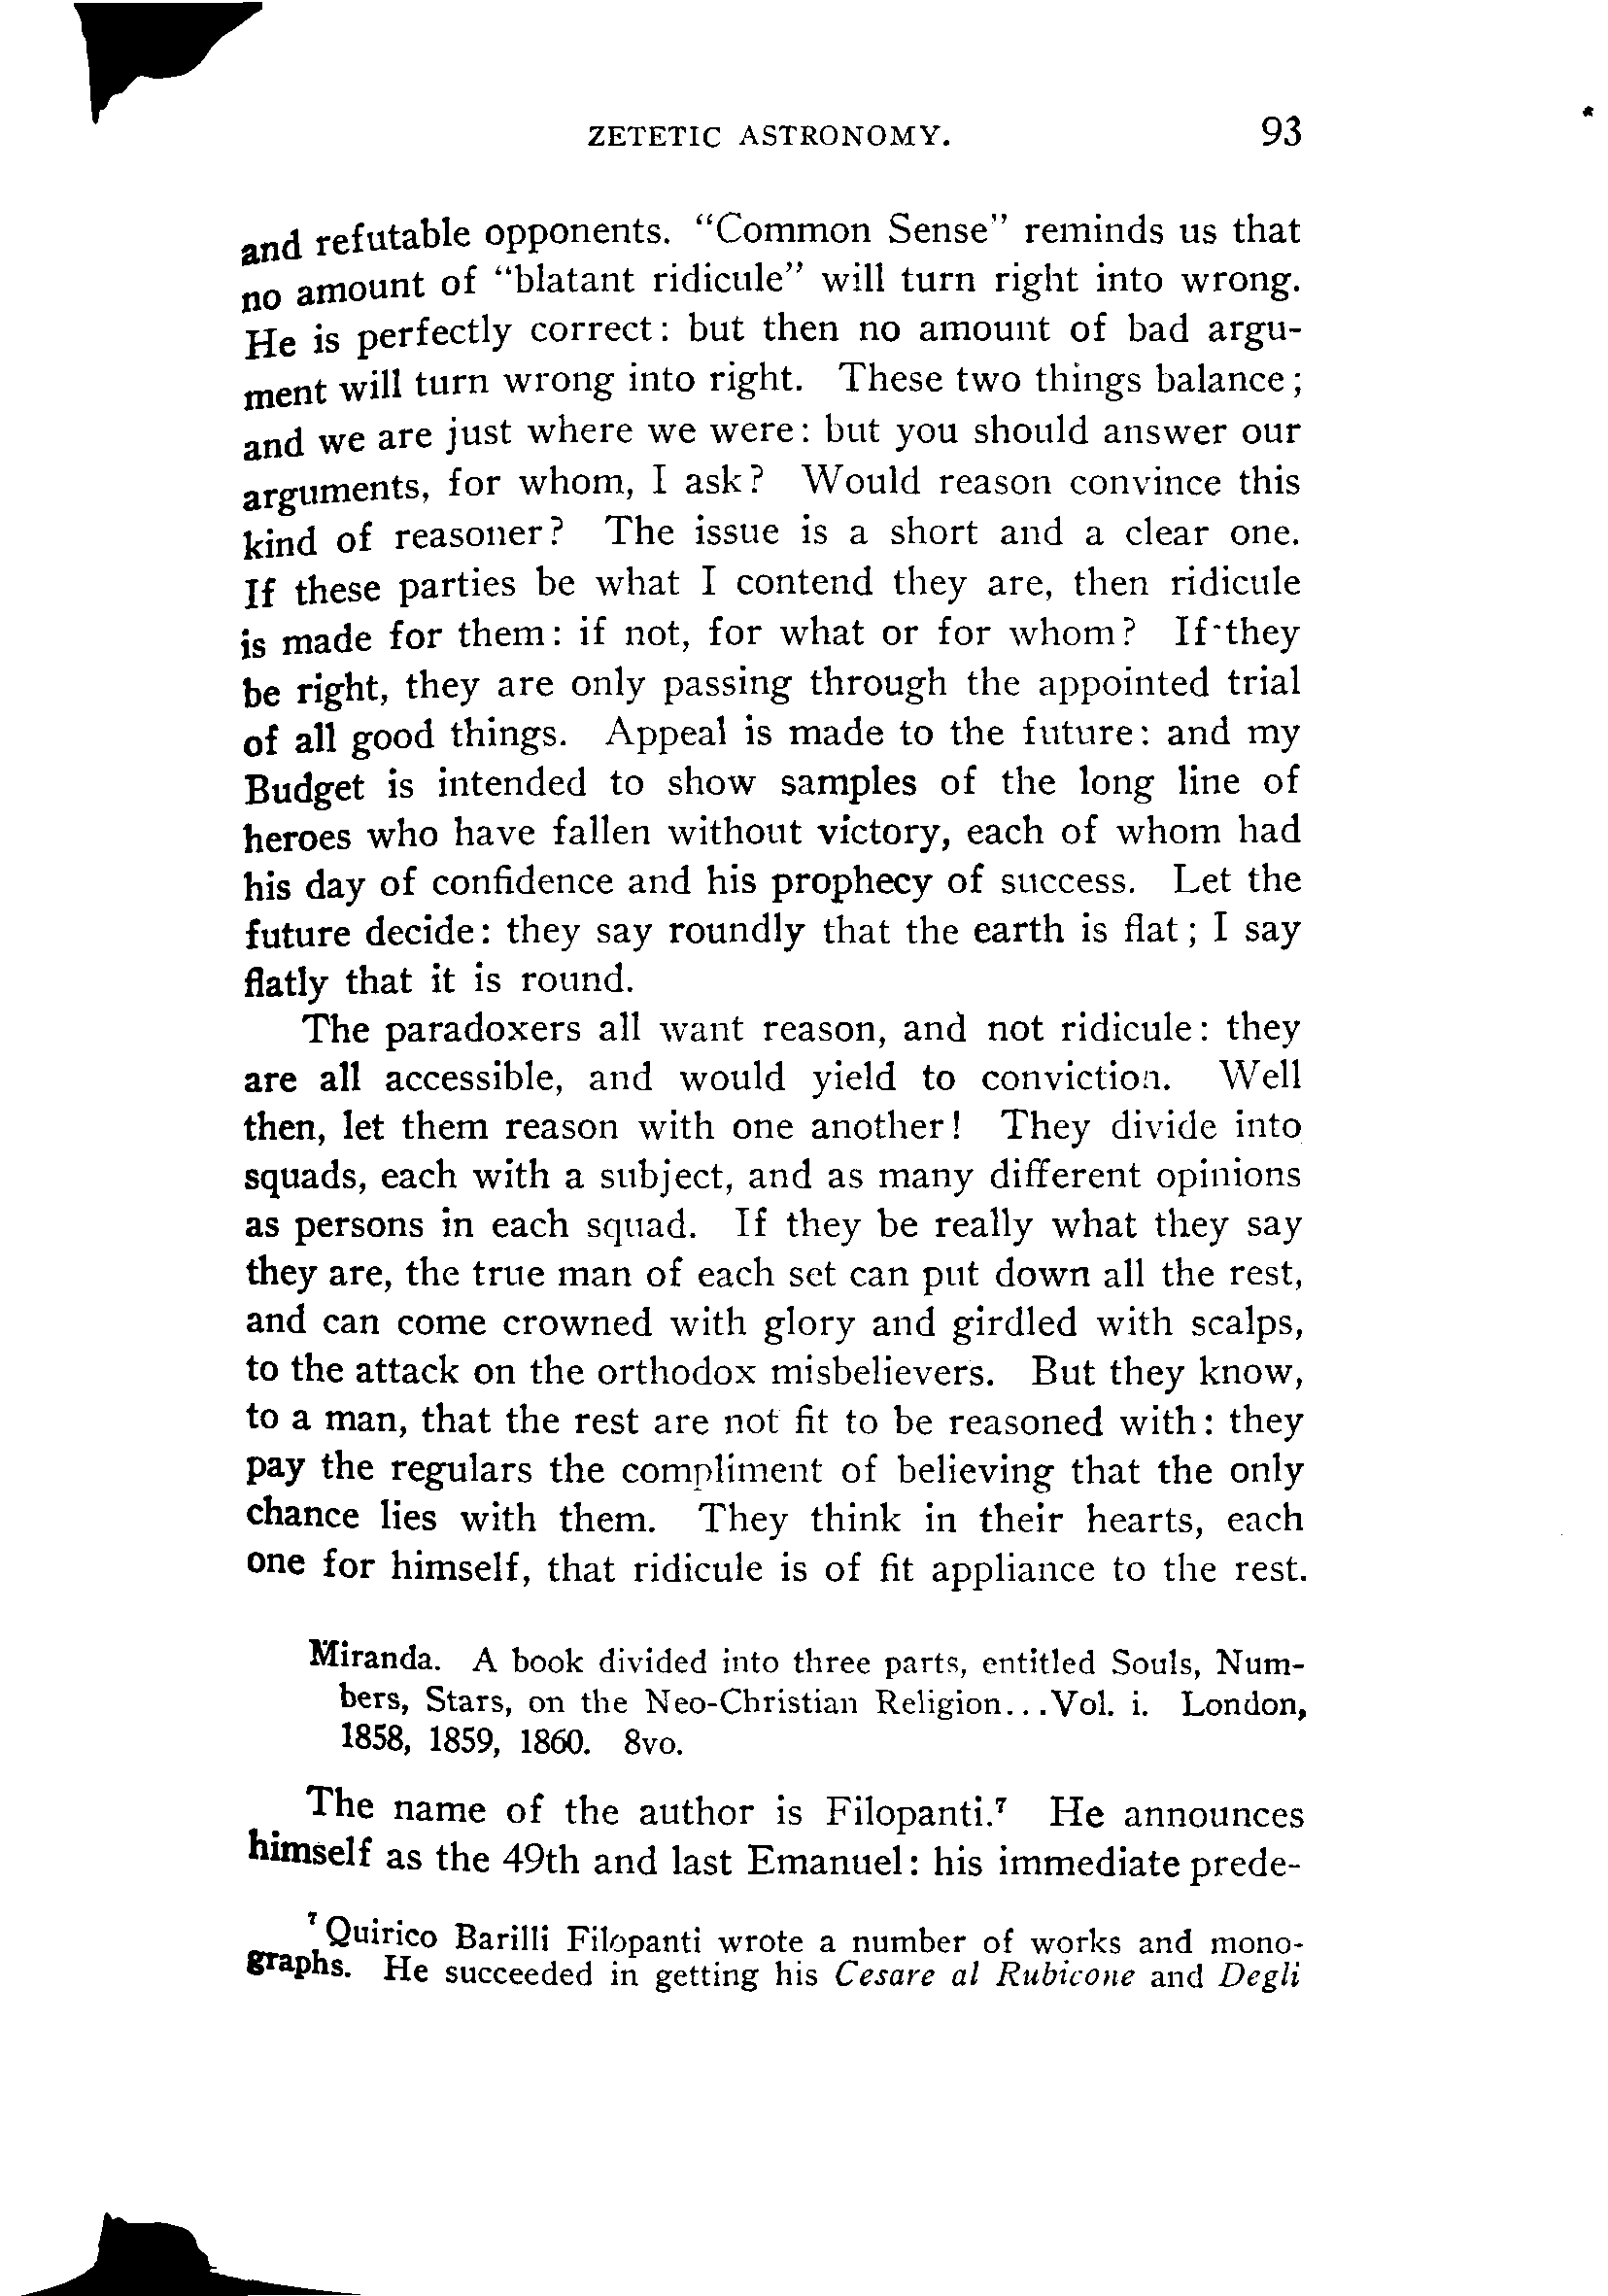 ZETETIC ASTRONOMY. 93
and refutable opponents. "Common Sense" reminds us that
no amount of "blatant ridicule" will turn right into wrong.
He is perfectly correct: but then no amount of bad argu-
ment will turn wrong into right. These two things balance;
and we are just where we were: but you should answer our
arguments, for whom, I ask? Would reason convince this
kind of reasoner? The issue is a short and a clear one.
If these parties be what I contend they are, then ridicule
is made for them: if not, for what or for whom? If they
be right, they are only passing through the appointed trial
of all good things. Appeal is made to the future: and my
Budget is intended to show samples of the long line of
heroes who have fallen without victory, each of whom had
his day of confidence and his prophecy of success. Let the
future decide: they say roundly that the earth is flat; I say
flatly that it is round.
The paradoxers all want reason, and not ridicule: they
are all accessible, and would yield to conviction. Well
then, let them reason with one another! They divide into
squads, each with a subject, and as many different opinions
as persons in each squad. If they be really what they say
they are, the true man of each set can put down all the rest,
and can come crowned with glory and girdled with scalps,
to the attack on the orthodox misbelievers. But they know,
to a man, that the rest are not fit to be reasoned with: they
pay the regulars the compliment of believing that the only
chance lies with them. They think in their hearts, each
one for himself, that ridicule is of fit appliance to the rest.
Miranda. A book divided into three parts, entitled Souls, Num-
bers, Stars, on the Neo-Christian Religion...Vol. i. London,
1858, 1859, 1860. 8vo.
The name of the author is Filopanti.⁷ He announces
himself as the 49th and last Emanuel: his immediate prede-
⁷ Quirico Barilli Filopanti wrote a number of works and mono-
graphs. He succeeded in getting his Cesare al Rubicone and Degli